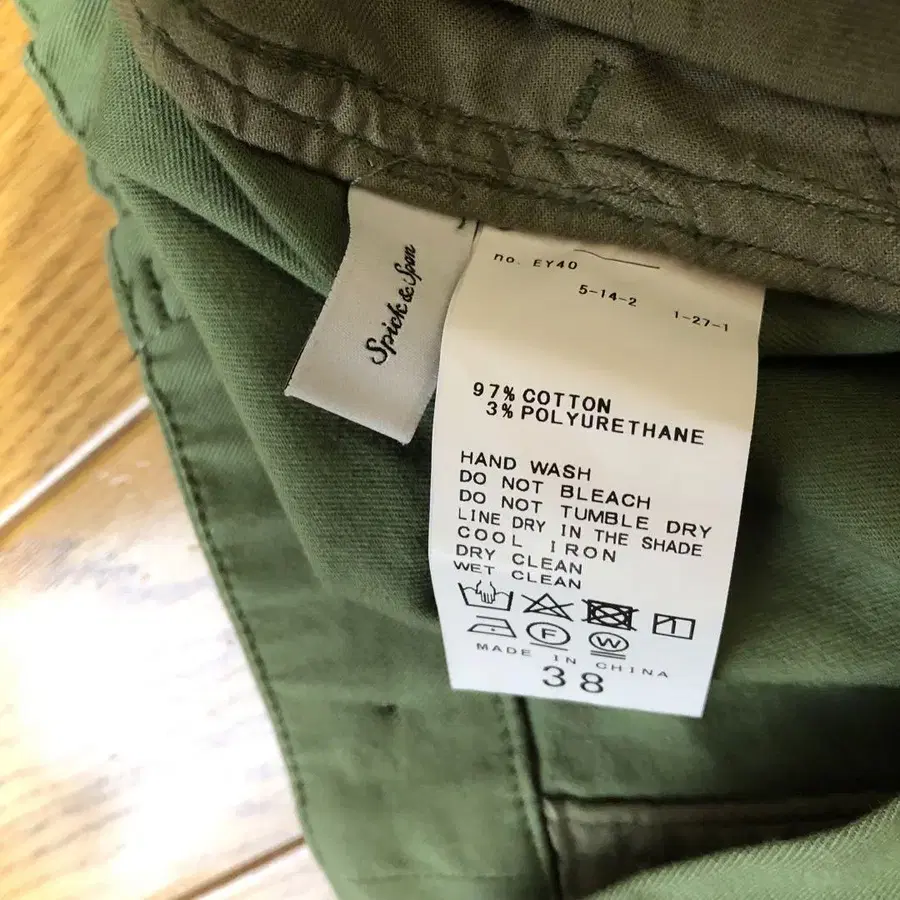 Spick & Span
no. EY40
5-14-2
1-27-1
97% COTTON
3% POLYURETHANE
HAND WASH
DO NOT BLEACH
DO NOT TUMBLE DRY
LINE DRY IN THE SHADE
COOL IRON
DRY CLEAN
WET CLEAN
F
W
MADE IN CHINA
38